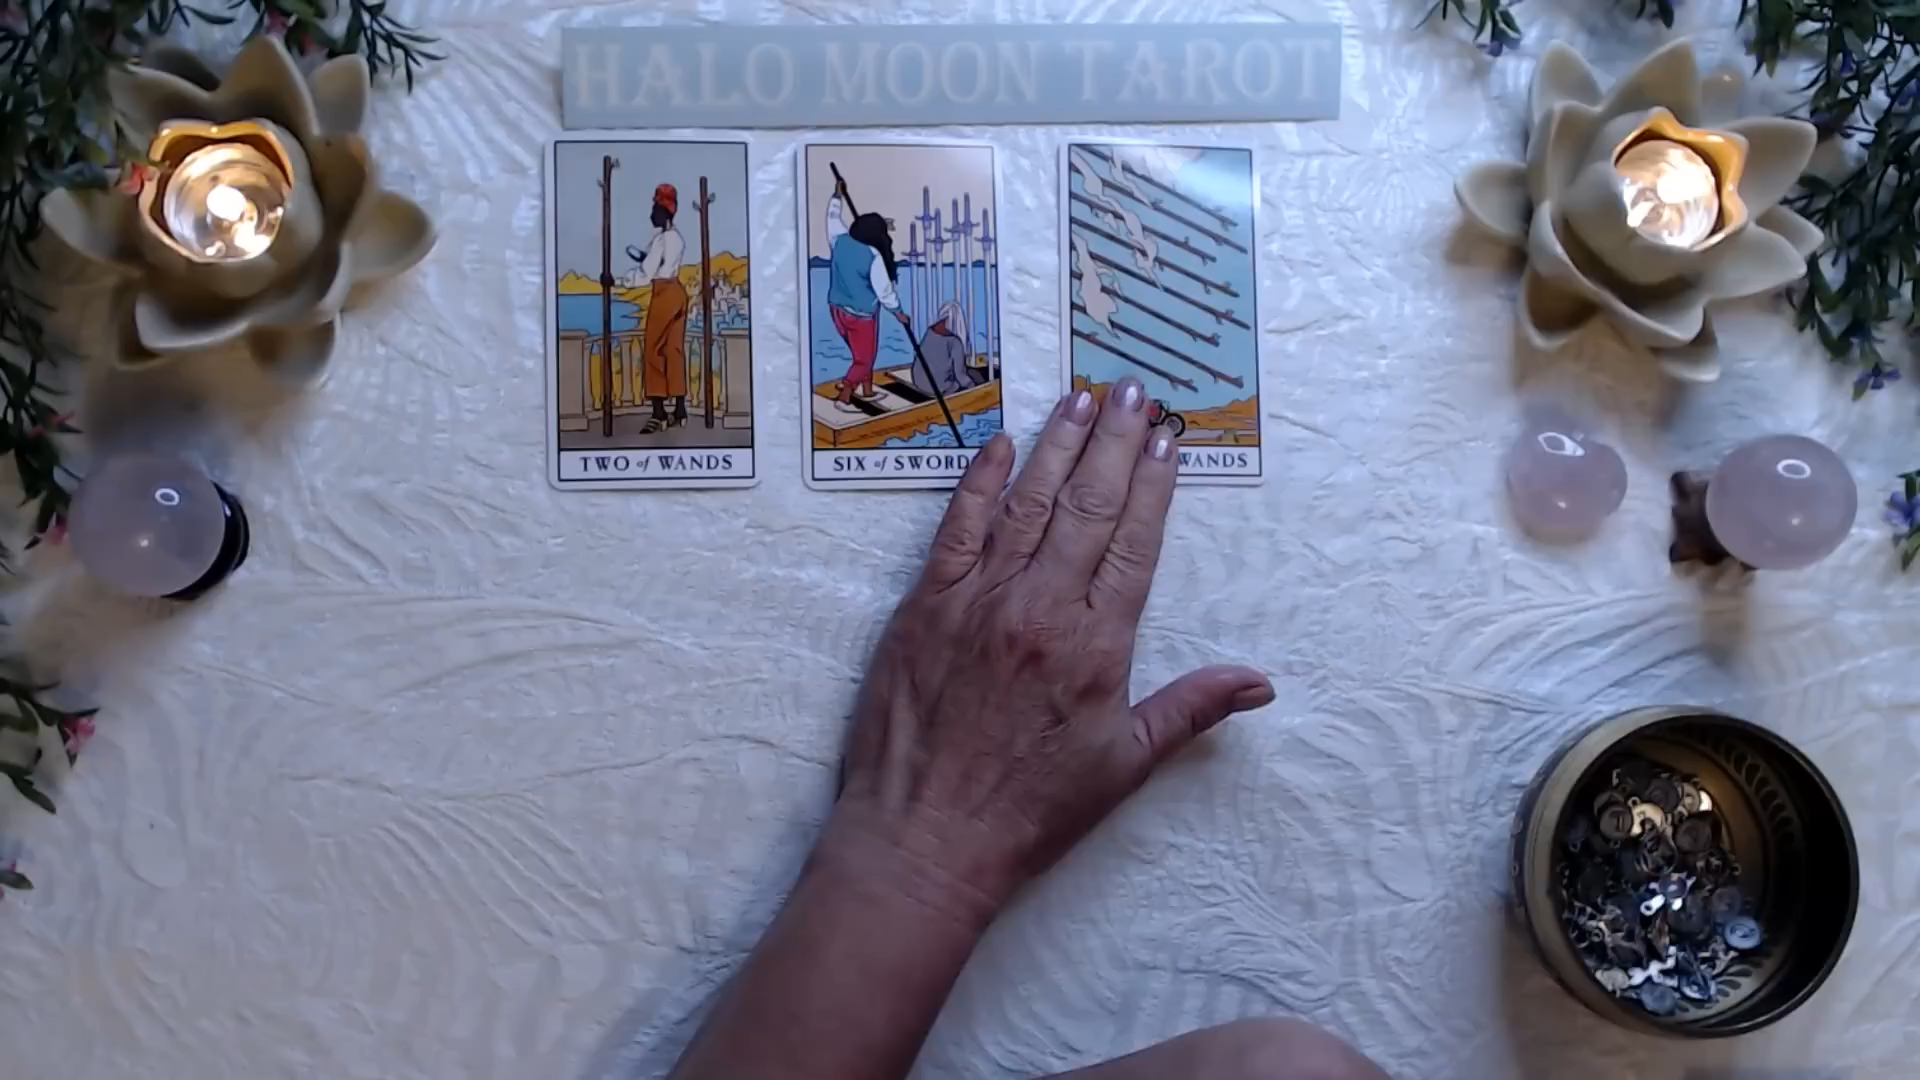 HALO MOON TAROT
TWO of WANDS
SIX of SWORD
WANDS